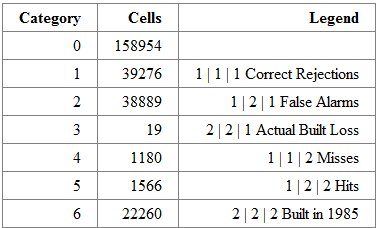 Category Cells Legend
0 158954
1 39276 1 | 1 | 1 Correct Rejections
2 38889 1 | 2 | 1 False Alarms
3 19 2 | 2 | 1 Actual Built Loss
4 1180 1 | 1 | 2 Misses
5 1566 1 | 2 | 2 Hits
6 22260 2 | 2 | 2 Built in 1985